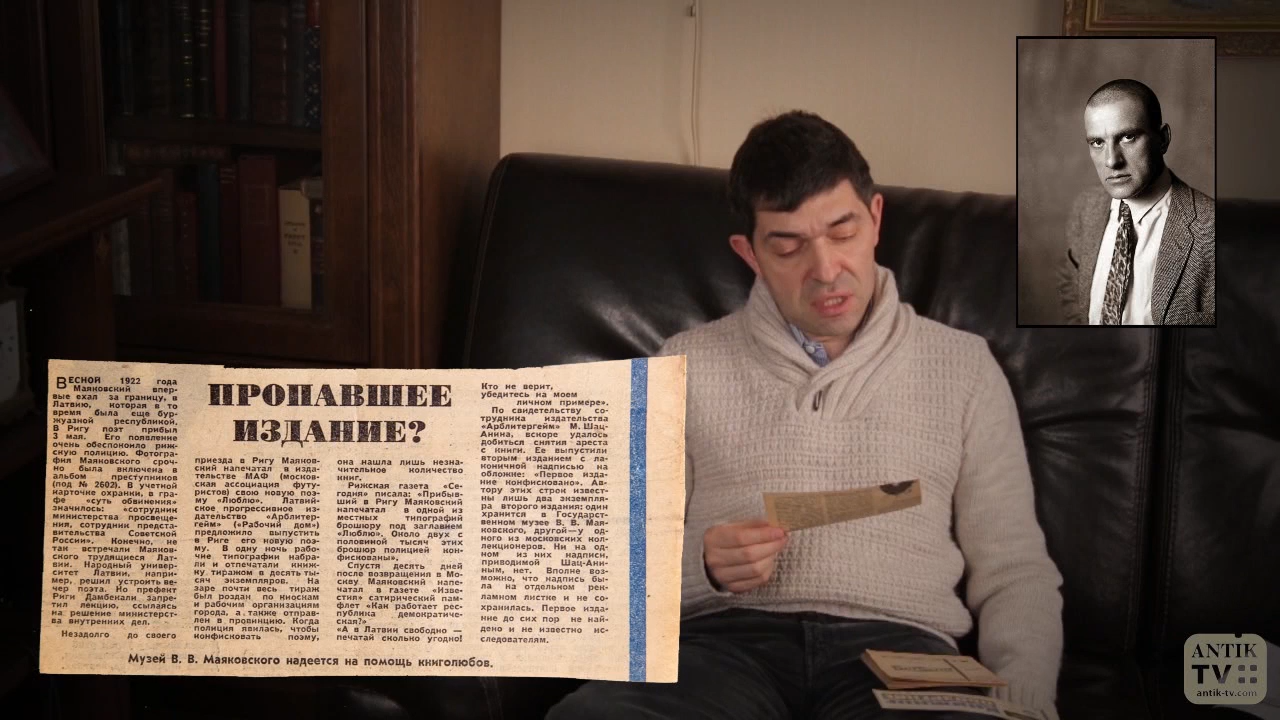 ПРОПАВШЕЕ
ИЗДАНИЕ?
ВЕСНОЙ 1922 года
Маяковский впер-
вые ехал за границу, в
Латвию, которая в то
время была еще бур-
жуазной республикой.
В Ригу поэт прибыл
3 мая. Его появление
очень обеспокоило риж-
скую полицию. Фотогра-
фия Маяковского сроч-
но была включена в
альбом преступников
(под № 2602). В учетной
карточке охранки, в гра-
фе «суть обвинения»
значилось: «сотрудник
министерства просвеще-
ния, сотрудник предста-
вительства Советской
России». Конечно, не
так встречали Маяков-
ского трудящиеся Лат-
вии. Народный универ-
ситет Латвии, напри-
мер, решил устроить ве-
чер поэта. Но префект
Риги Дамбекалн запре-
тил лекцию, ссылаясь
на решение министерст-
ва внутренних дел.
Незадолго до своего
приезда в Ригу Маяков-
ский напечатал в изда-
тельстве МАФ (москов-
ская ассоциация футу-
ристов) свою новую поэ-
му «Люблю». Латвий-
ское прогрессивное из-
дательство «Арбейтер-
гейм» («Рабочий дом»)
предложило выпустить
в Риге его новую поэ-
му. В одну ночь рабо-
чие типографии набра-
ли и отпечатали книж-
ку тиражом в десять ты-
сяч экземпляров. На
заре почти весь тираж
был роздан по киоскам
и рабочим организациям
города, а также отправ-
лен в провинцию. Когда
полиция явилась, чтобы
конфисковать поэму,
она нашла лишь незна-
чительное количество
книг.
Рижская газета «Се-
годня» писала: «Прибыв-
ший в Ригу Маяковский
напечатал в одной из
местных типографий
брошюру под заглавием
«Люблю». Около двух с
половиной тысяч этих
брошюр полицией кон-
фискованы».
Спустя десять дней
после возвращения в Мо-
скву Маяковский напе-
чатал в газете «Изве-
стия» сатирический пам-
флет «Как работает рес-
публика демократиче-
ская?»
«А в Латвии свободно —
печатай сколько угодно!
Кто не верит,
убедитесь на моем
личном примере».
По свидетельству со-
трудника издательства
«Арблитергейм» М. Шац-
Анина, вскоре удалось
добиться снятия ареста
с книги. Ее выпустили
вторым изданием с ла-
коничной надписью на
обложке: «Первое изда-
ние конфисковано». Ав-
тору этих строк извест-
ны лишь два экземпля-
ра второго издания: один
хранится в Государст-
венном музее В. В. Мая-
ковского, другой — у од-
ного из московских кол-
лекционеров. Ни на од-
ном из них надписи,
приводимой Шац-Ани-
ным, нет. Вполне воз-
можно, что надпись бы-
ла на отдельном рек-
ламном листке и не со-
хранилась. Первое изда-
ние до сих пор не най-
дено и не известно ис-
следователям.
Музей В. В. Маяковского надеется на помощь книголюбов.
ANTIK
TV
antik-tv.com